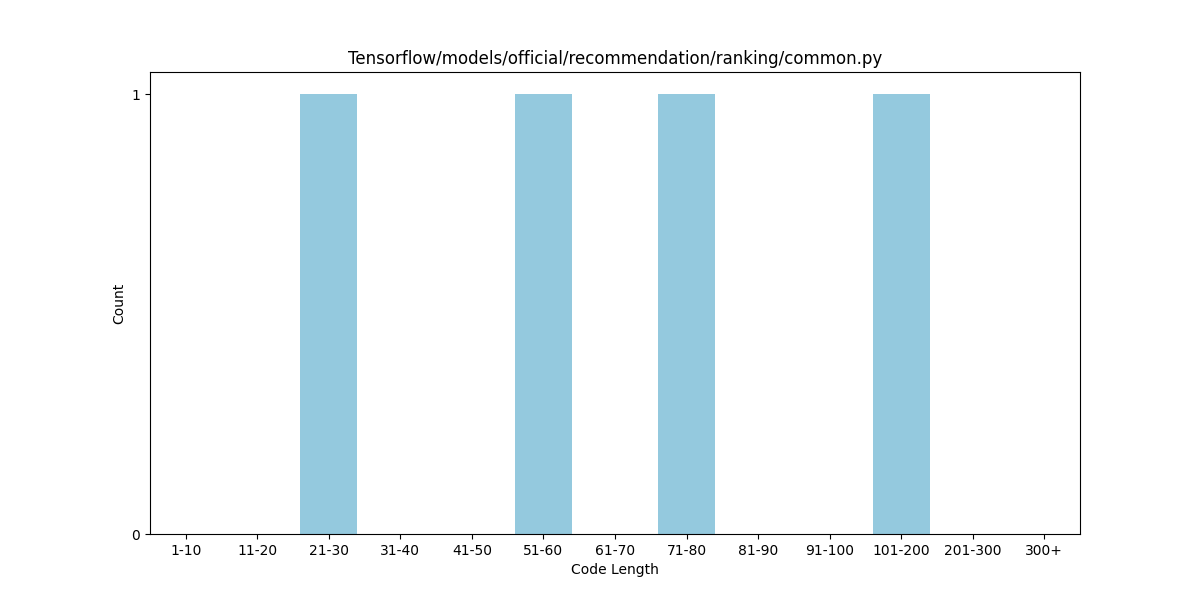 Tensorflow/models/official/recommendation/ranking/common.py
1
Count
0
1-10 11-20 21-30 31-40 41-50 51-60 61-70 71-80 81-90 91-100 101-200 201-300 300+
Code Length